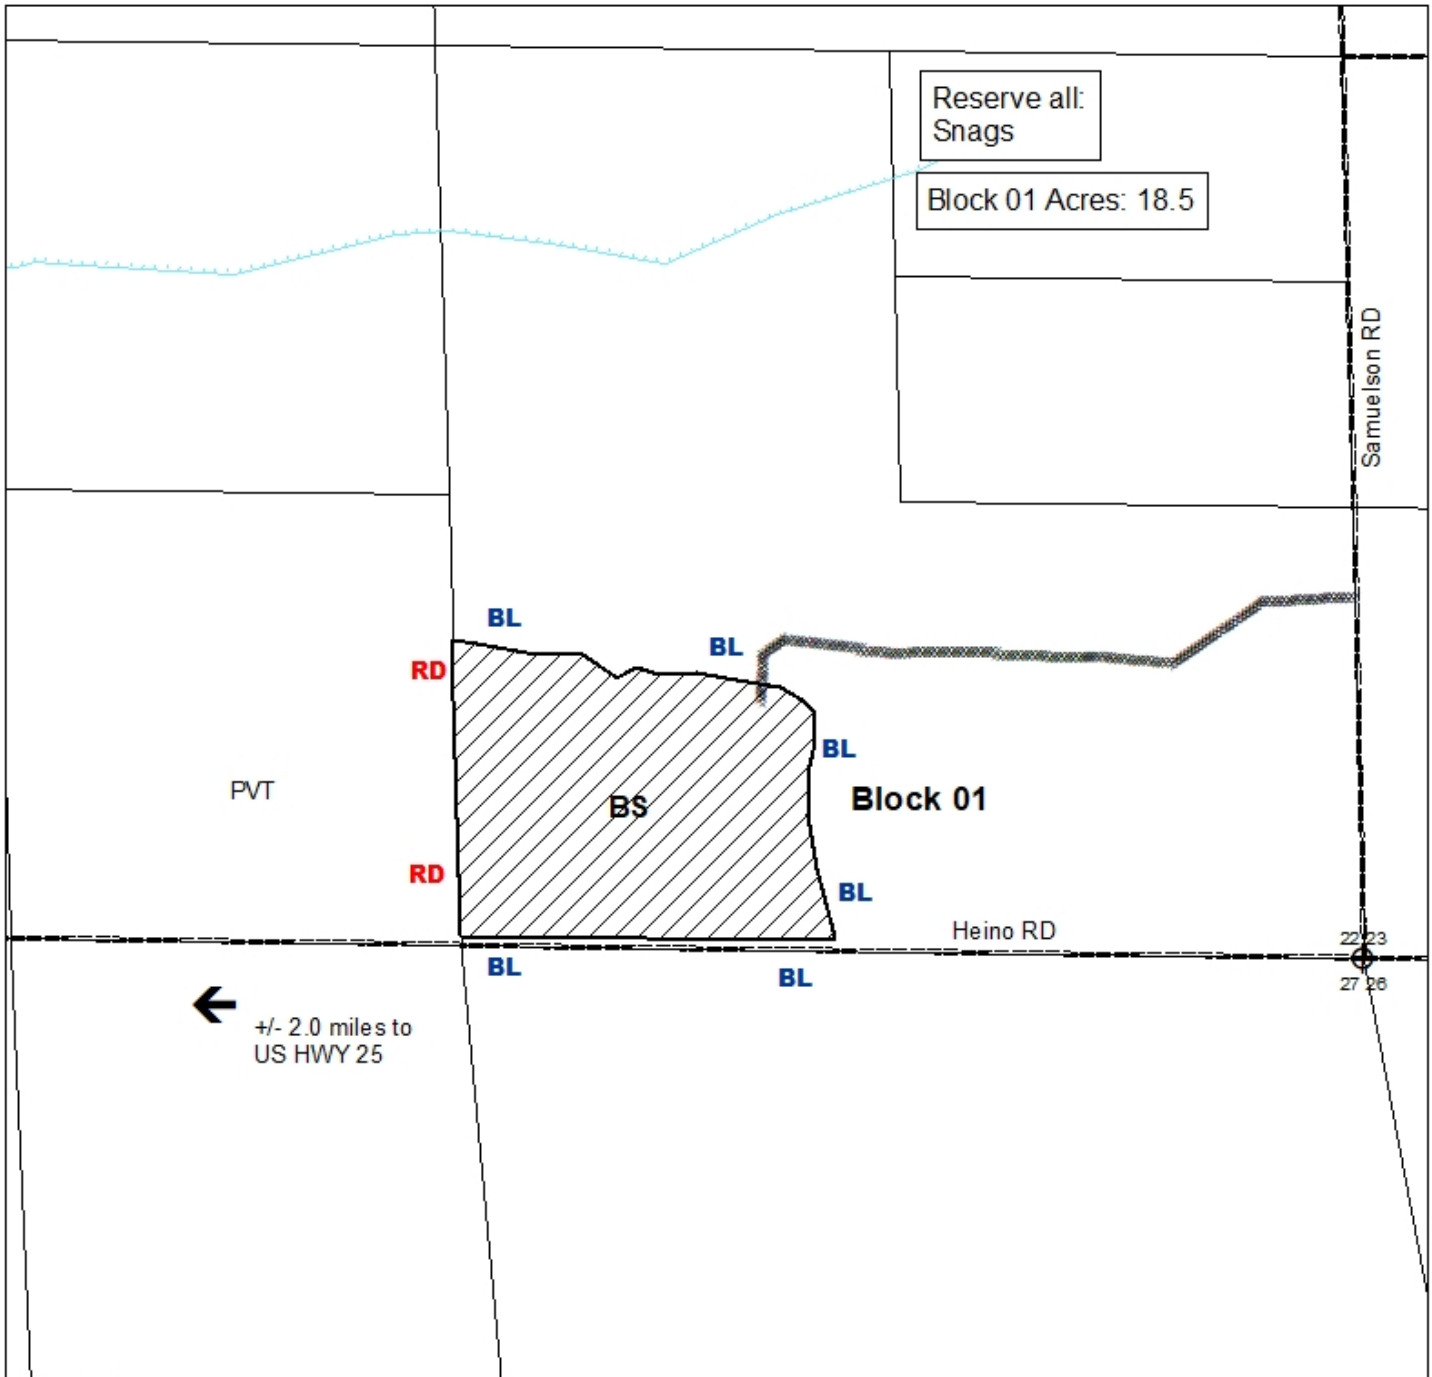 Reserve all:
Snags
Block 01 Acres: 18.5
Samuelson RD
BL
BL
RD
BL
PVT
BS
Block 01
RD
BL
Heino RD
22 23
27 26
BL
BL
+/- 2.0 miles to
US HWY 25